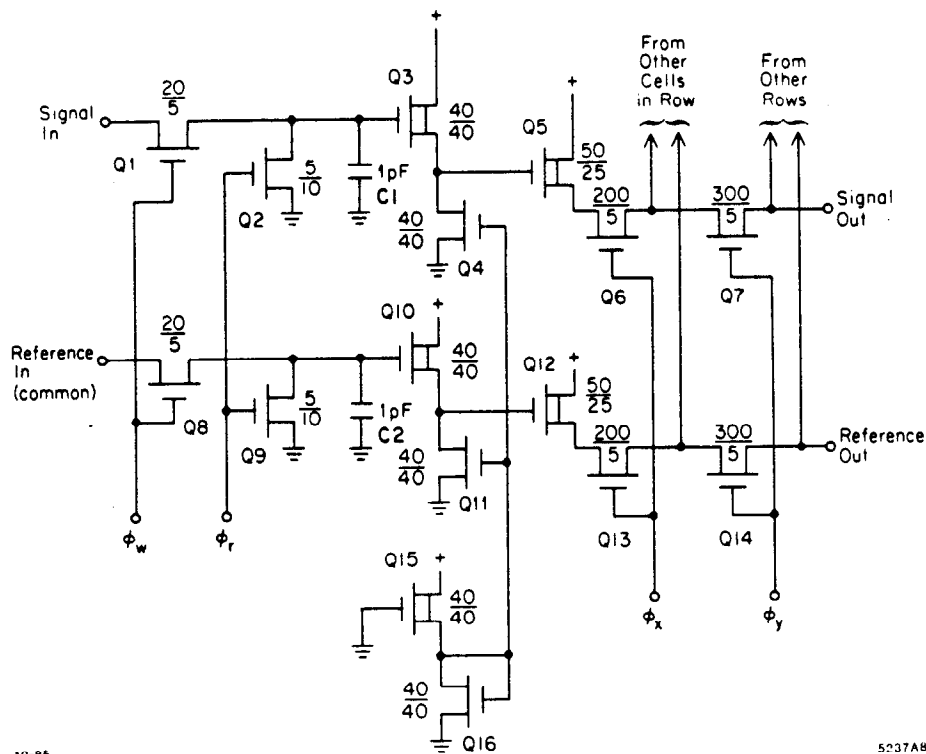 From
Other
Cells
in Row
From
Other
Rows
+
Q3
20
5
40
40
+
Signal
In
Q5
Q1
50
25
5
10
1pF
C1
200
5
300
5
Signal
Out
Q2
40
40
Q4
Q6
Q7
20
5
Q10
+
+
Reference
In
(common)
40
40
Q12
50
25
Q8
5
10
1pF
C2
200
5
300
5
Reference
Out
Q9
40
40
Q11
Q13
Q14
ϕw
ϕr
Q15
+
40
40
ϕx
ϕy
40
40
Q16
5237A8